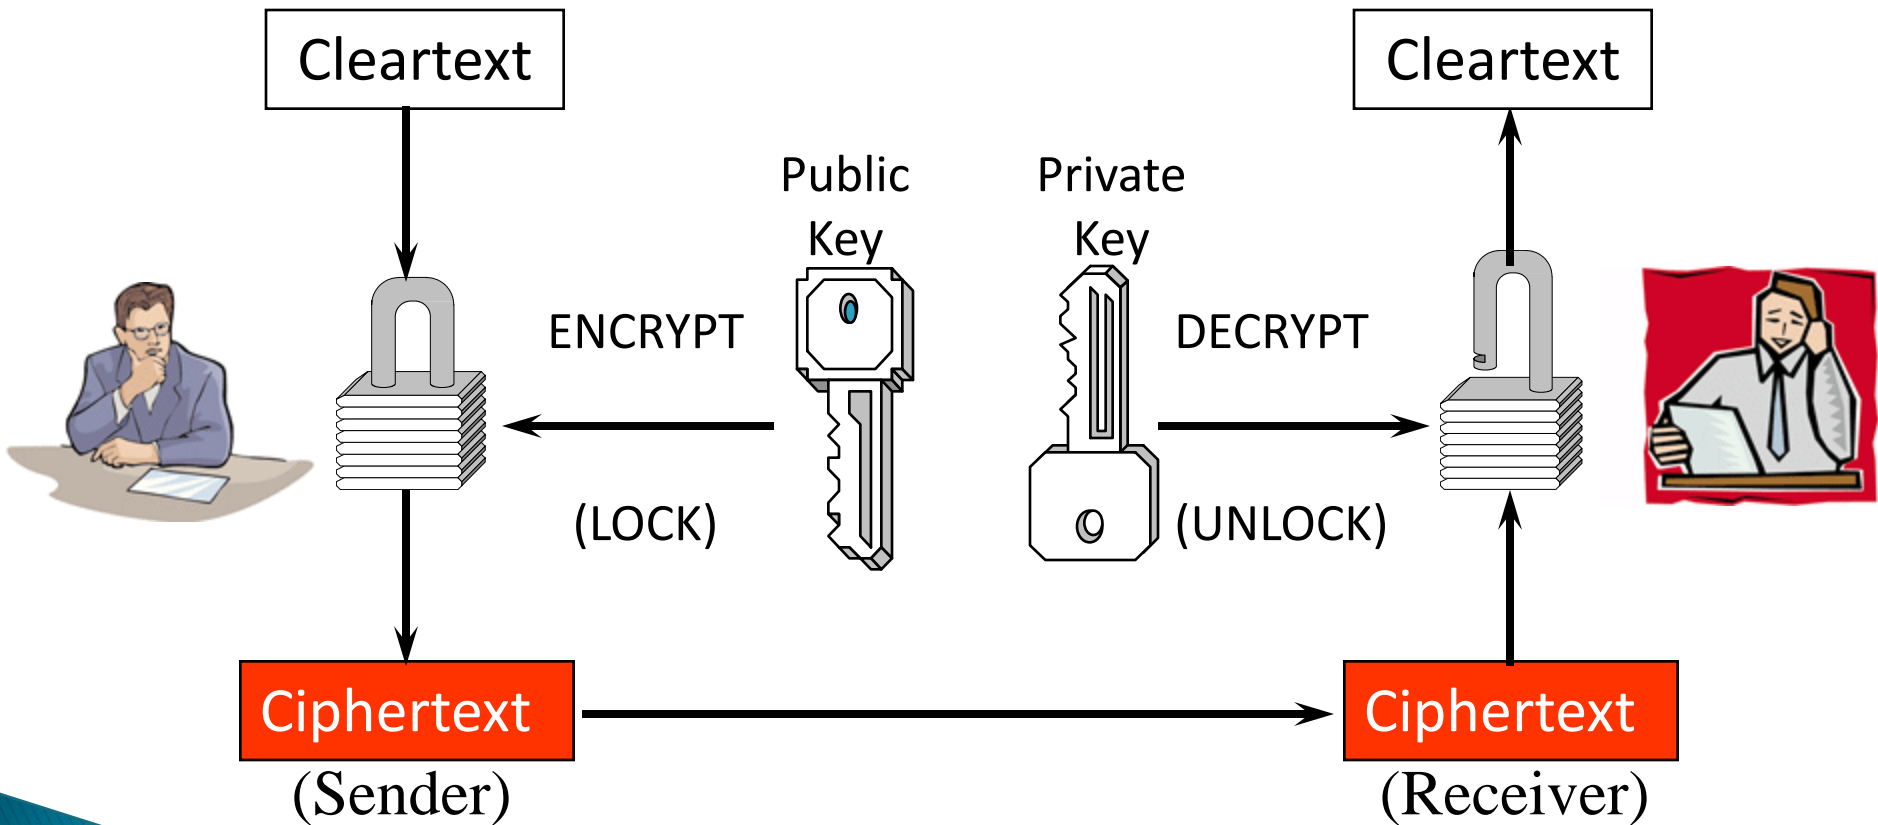 Cleartext
Cleartext
Public
Key
Private
Key
ENCRYPT
DECRYPT
(LOCK)
(UNLOCK)
Ciphertext
Ciphertext
(Sender)
(Receiver)